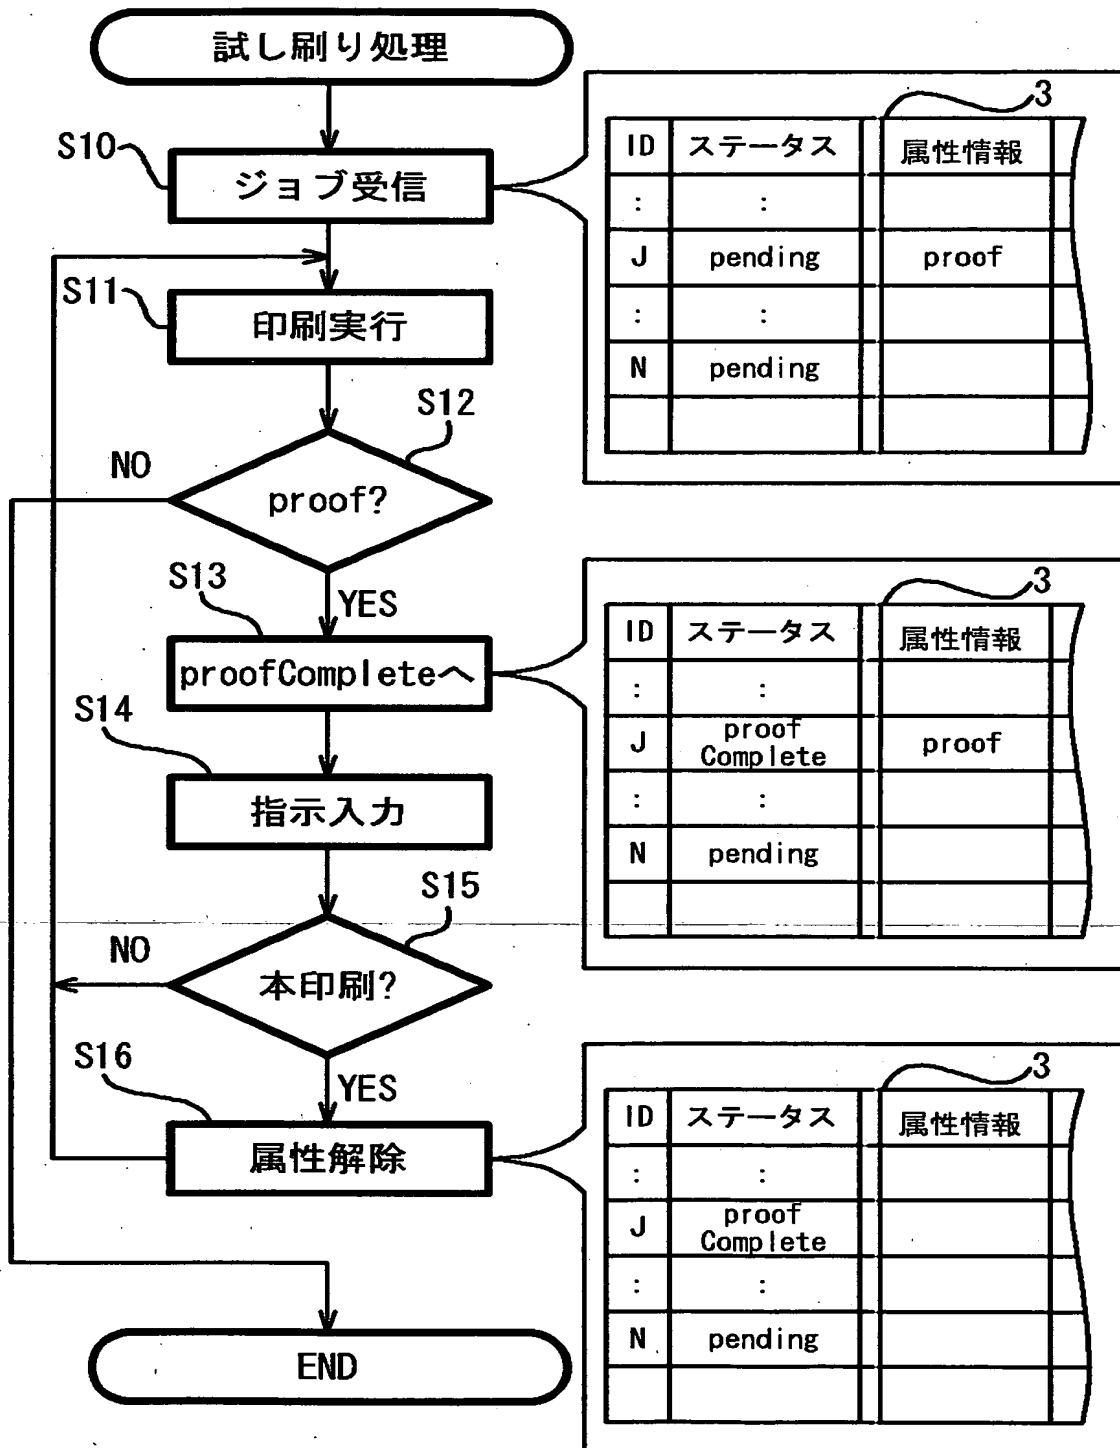 試し刷り処理
S10
ジョブ受信
S11
印刷実行
S12
NO
proof?
S13
YES
proofCompleteへ
S14
指示入力
S15
NO
本印刷?
S16
YES
属性解除
END
3
ID ステータス 属性情報
: :
J pending proof
: :
N pending
3
ID ステータス 属性情報
: :
J proof Complete proof
: :
N pending
3
ID ステータス 属性情報
: :
J proof Complete
: :
N pending